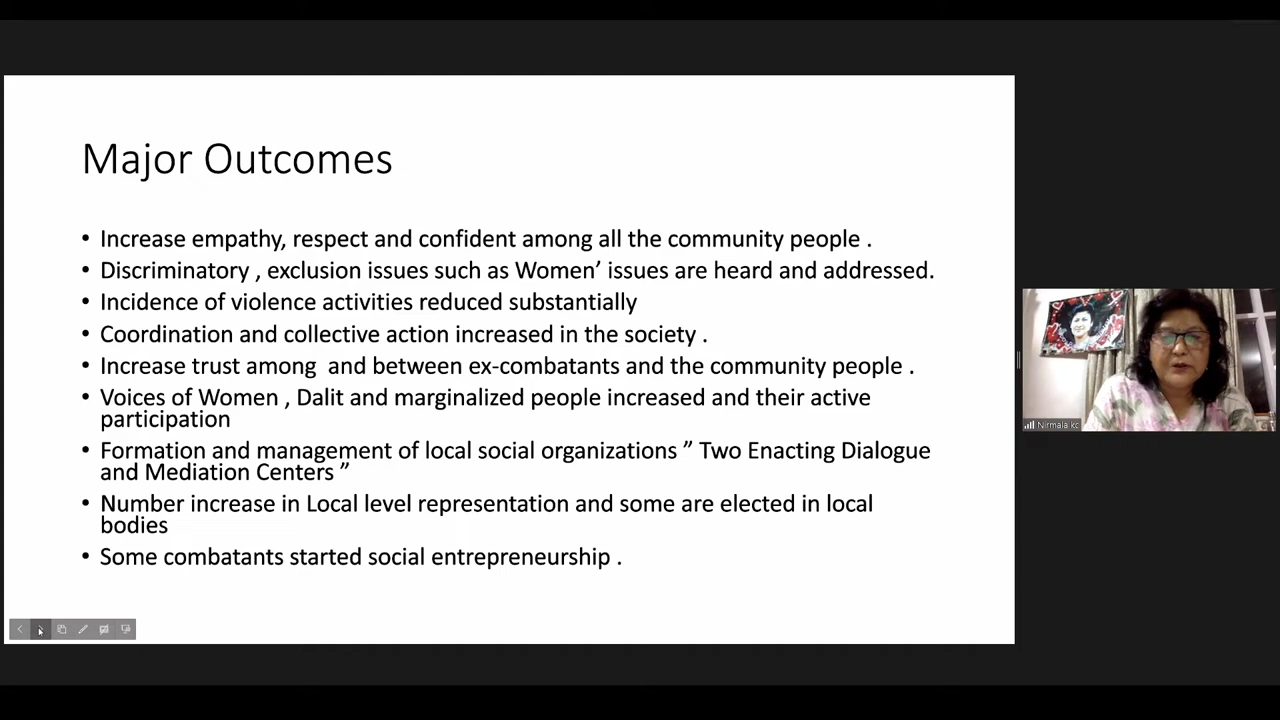 Major Outcomes
• Increase empathy, respect and confident among all the community people .
• Discriminatory , exclusion issues such as Women’ issues are heard and addressed.
• Incidence of violence activities reduced substantially
• Coordination and collective action increased in the society .
• Increase trust among  and between ex-combatants and the community people .
• Voices of Women , Dalit and marginalized people increased and their active
participation
• Formation and management of local social organizations ” Two Enacting Dialogue
and Mediation Centers ”
• Number increase in Local level representation and some are elected in local
bodies
• Some combatants started social entrepreneurship .
Nirmala kc